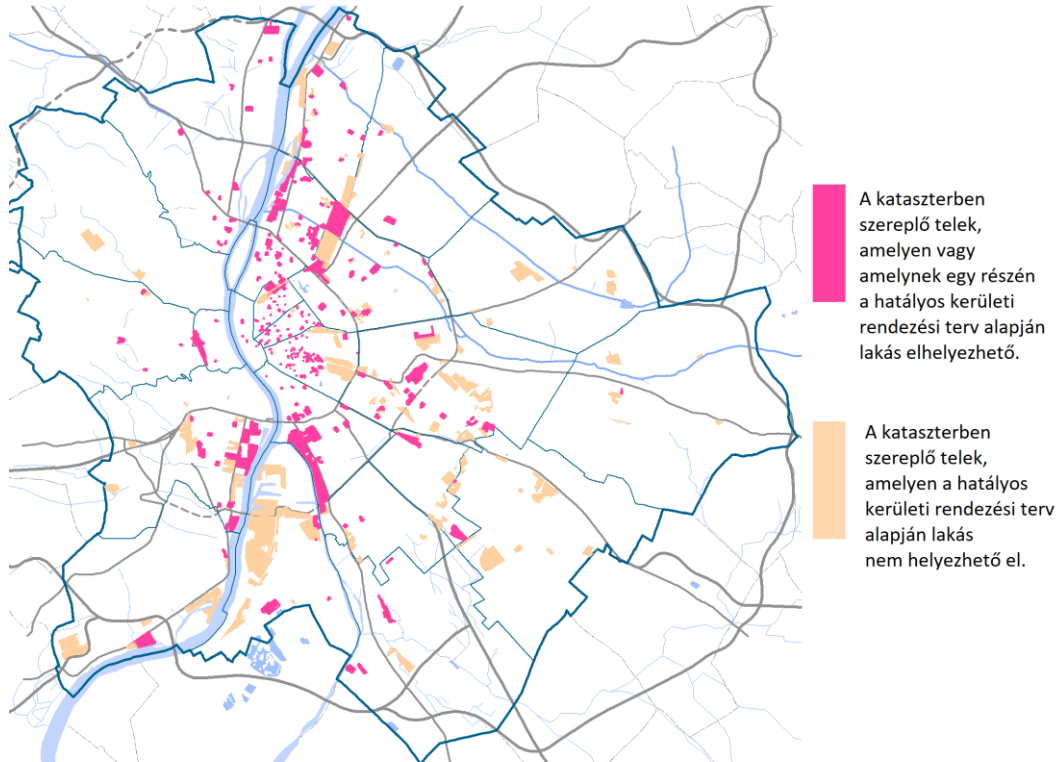 A kataszterben
szereplő telek,
amelyen vagy
amelynek egy részén
a hatályos kerületi
rendezési terv alapján
lakás elhelyezhető.
A kataszterben
szereplő telek,
amelyen a hatályos
kerületi rendezési terv
alapján lakás
nem helyezhető el.